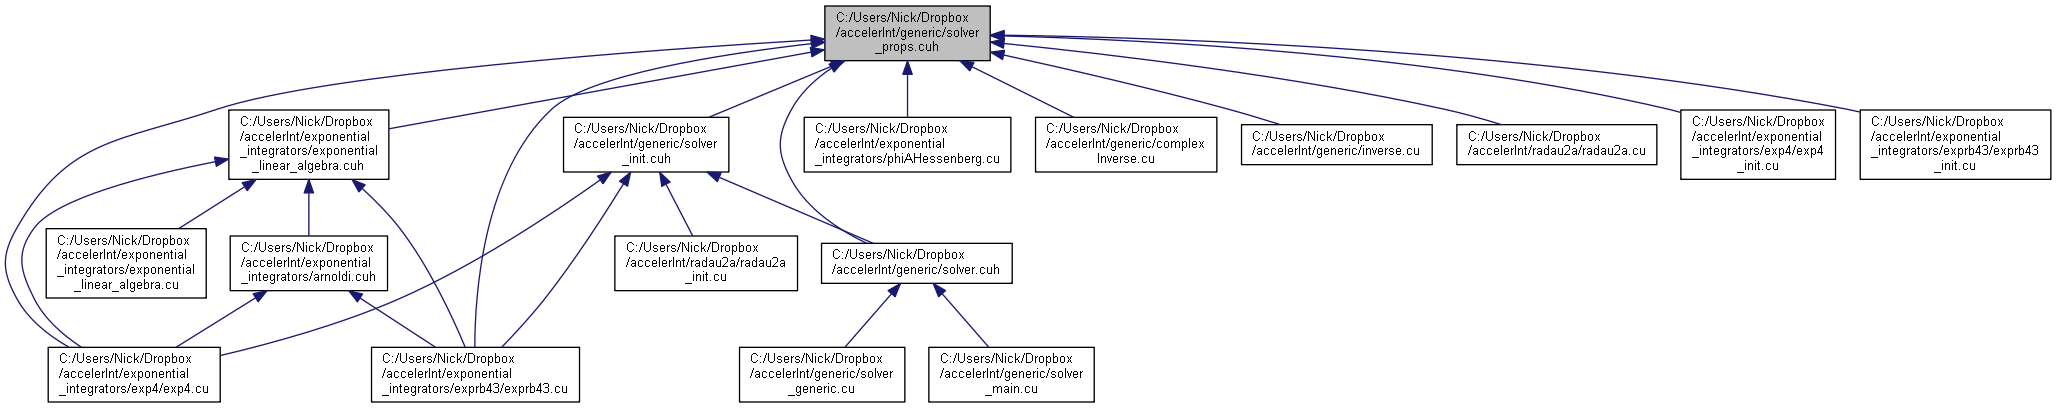 C:/Users/Nick/Dropbox
/accelerInt/generic/solver
_props.cuh
C:/Users/Nick/Dropbox
/accelerInt/exponential
_integrators/exponential
_linear_algebra.cuh
C:/Users/Nick/Dropbox
/accelerInt/generic/solver
_init.cuh
C:/Users/Nick/Dropbox
/accelerInt/exponential
_integrators/phiAHessenberg.cu
C:/Users/Nick/Dropbox
/accelerInt/generic/complex
Inverse.cu
C:/Users/Nick/Dropbox
/accelerInt/generic/inverse.cu
C:/Users/Nick/Dropbox
/accelerInt/radau2a/radau2a.cu
C:/Users/Nick/Dropbox
/accelerInt/exponential
_integrators/exp4/exp4
_init.cu
C:/Users/Nick/Dropbox
/accelerInt/exponential
_integrators/exprb43/exprb43
_init.cu
C:/Users/Nick/Dropbox
/accelerInt/exponential
_integrators/exponential
_linear_algebra.cu
C:/Users/Nick/Dropbox
/accelerInt/exponential
_integrators/arnoldi.cuh
C:/Users/Nick/Dropbox
/accelerInt/radau2a/radau2a
_init.cu
C:/Users/Nick/Dropbox
/accelerInt/generic/solver.cuh
C:/Users/Nick/Dropbox
/accelerInt/exponential
_integrators/exp4/exp4.cu
C:/Users/Nick/Dropbox
/accelerInt/exponential
_integrators/exprb43/exprb43.cu
C:/Users/Nick/Dropbox
/accelerInt/generic/solver
_generic.cu
C:/Users/Nick/Dropbox
/accelerInt/generic/solver
_main.cu